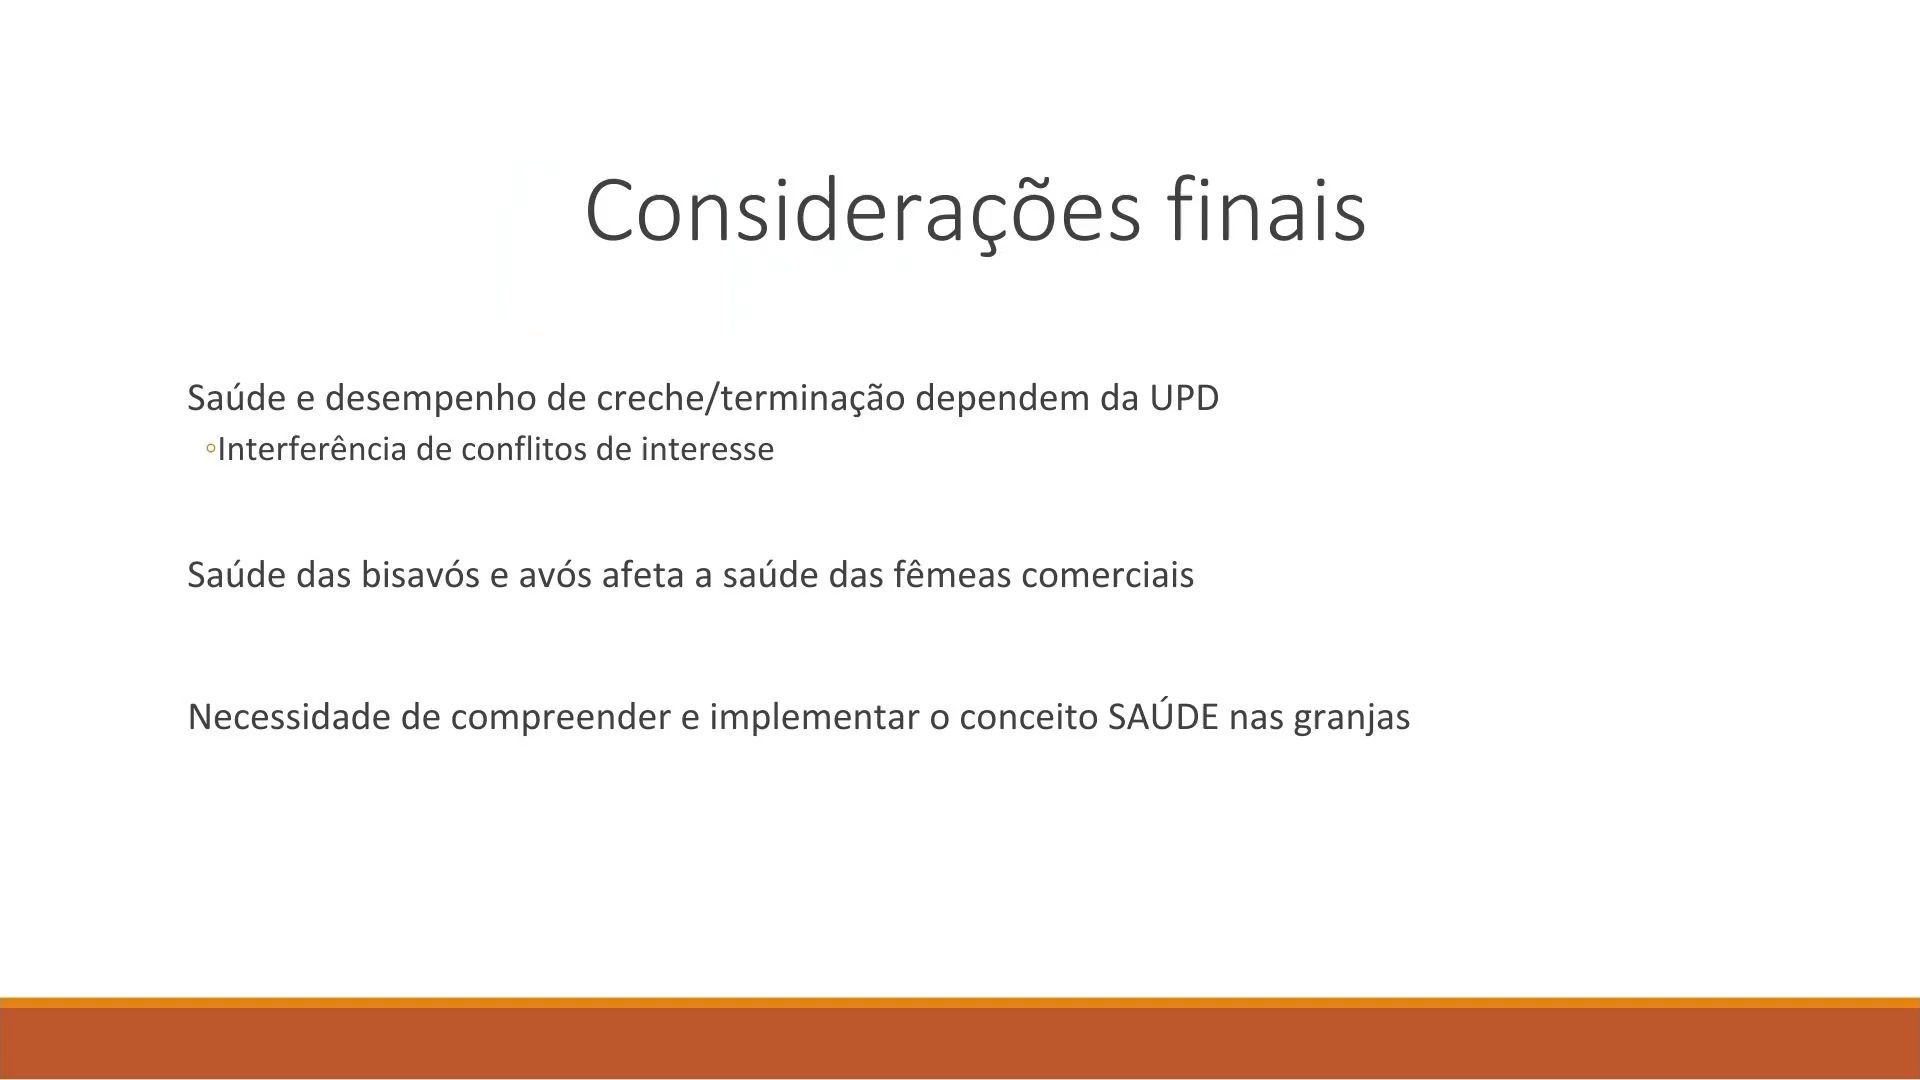 Considerações finais
Saúde e desempenho de creche/terminação dependem da UPD
◦Interferência de conflitos de interesse
Saúde das bisavós e avós afeta a saúde das fêmeas comerciais
Necessidade de compreender e implementar o conceito SAÚDE nas granjas